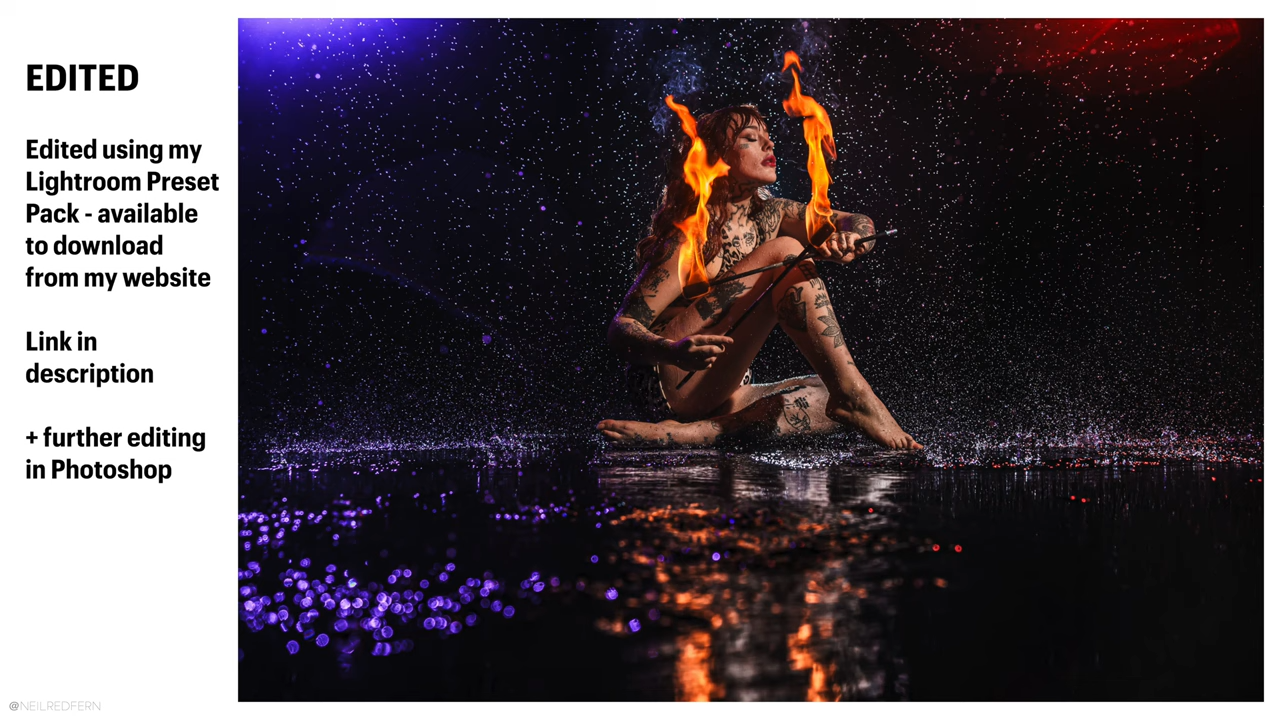 EDITED
Edited using my
Lightroom Preset
Pack - available
to download
from my website
Link in
description
+ further editing
in Photoshop
@NEILREDFERN